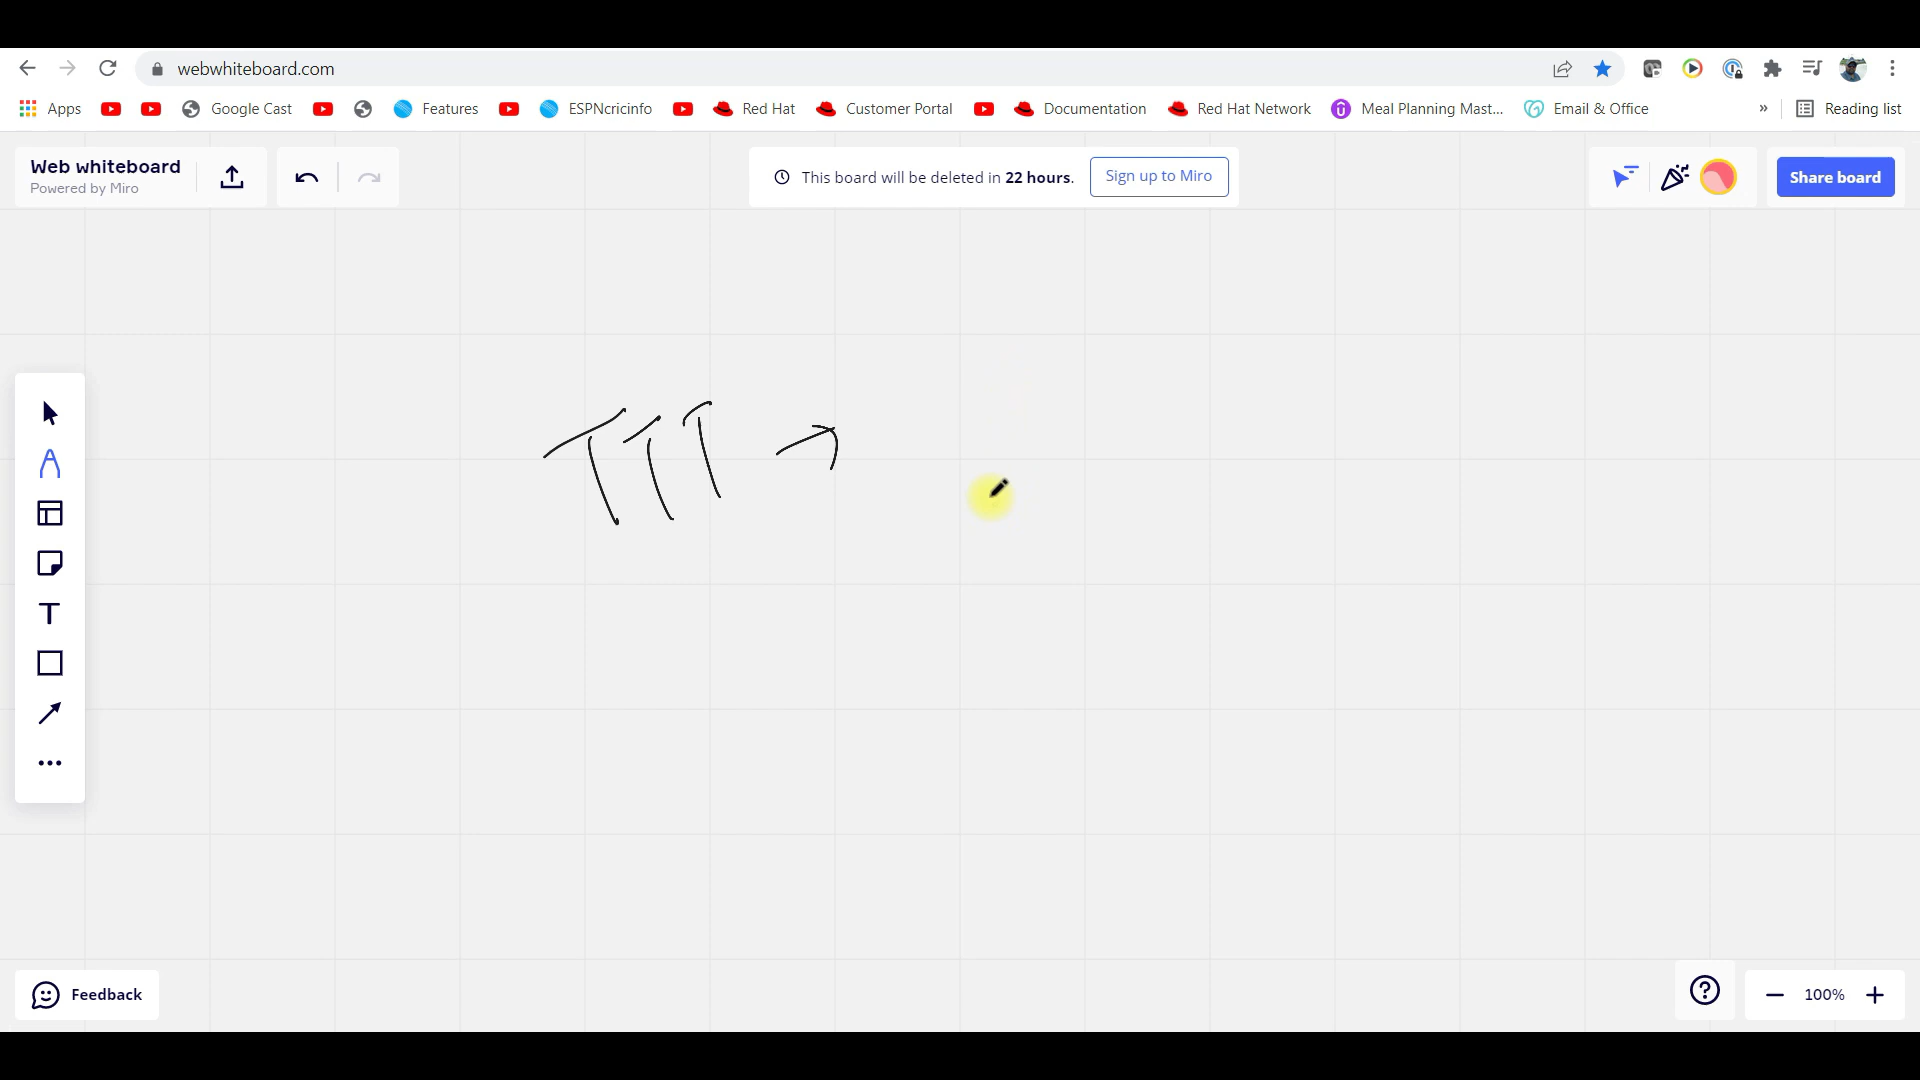 webwhiteboard.com
Apps Google Cast Features ESPNcricinfo Red Hat Customer Portal Documentation Red Hat Network Meal Planning Mast... Email & Office » Reading list
Web whiteboard
Powered by Miro
This board will be deleted in 22 hours. Sign up to Miro
Share board
TTT →
T
Feedback
100%